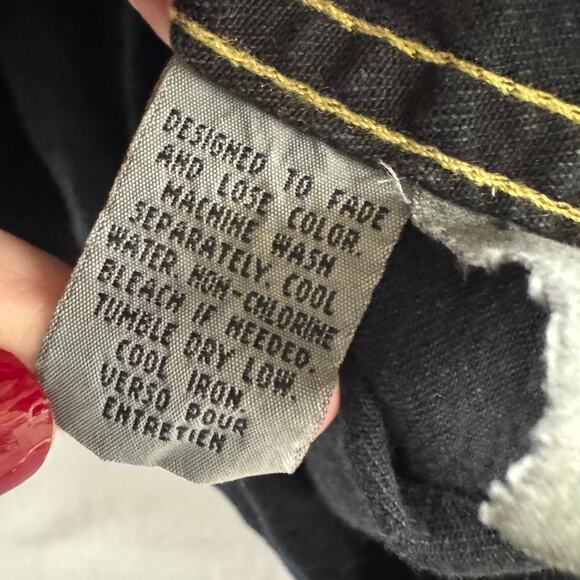 DESIGNED TO FADE
AND LOSE COLOR.
MACHINE WASH
SEPARATELY. COOL
WATER. NON-CHLORINE
BLEACH IF NEEDED.
TUMBLE DRY LOW.
COOL IRON.
VERSO POUR
ENTRETIEN